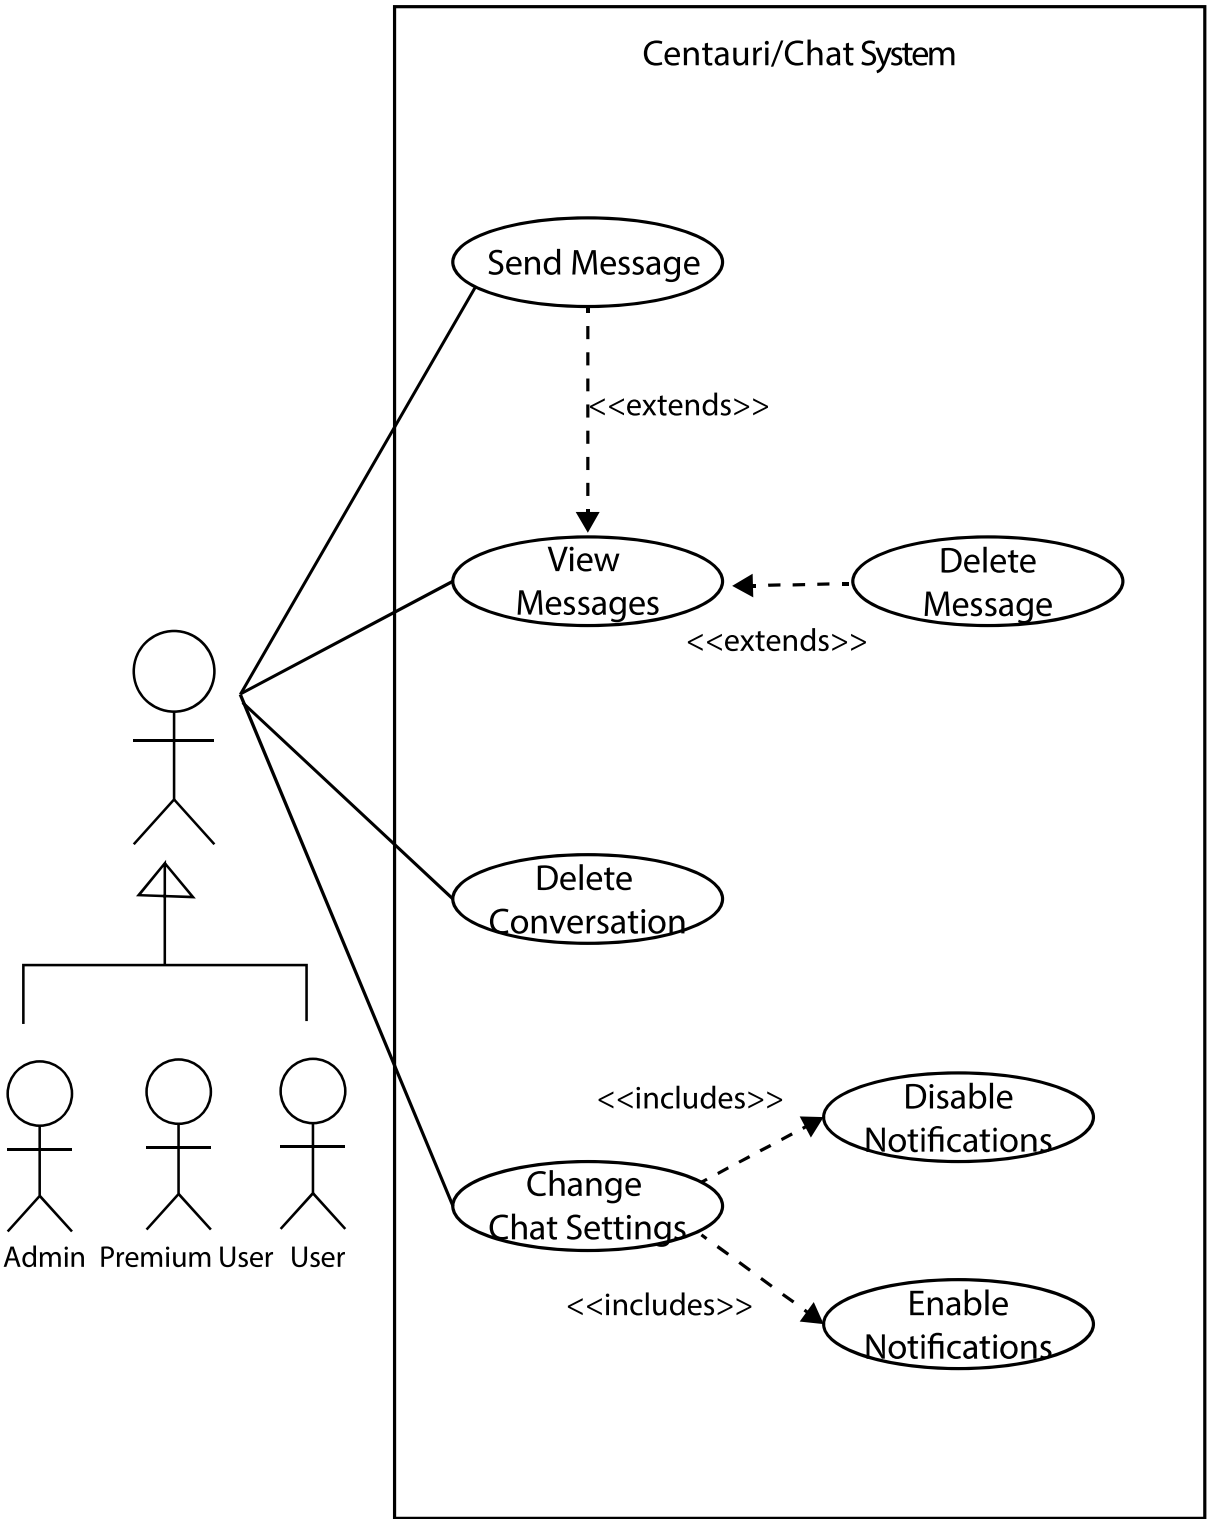 Centauri/Chat System
Send Message
<<extends>>
View
Messages
Delete
Message
<<extends>>
Delete
Conversation
<<includes>>
Disable
Notifications
Change
Chat Settings
<<includes>>
Enable
Notifications
Admin
Premium User
User